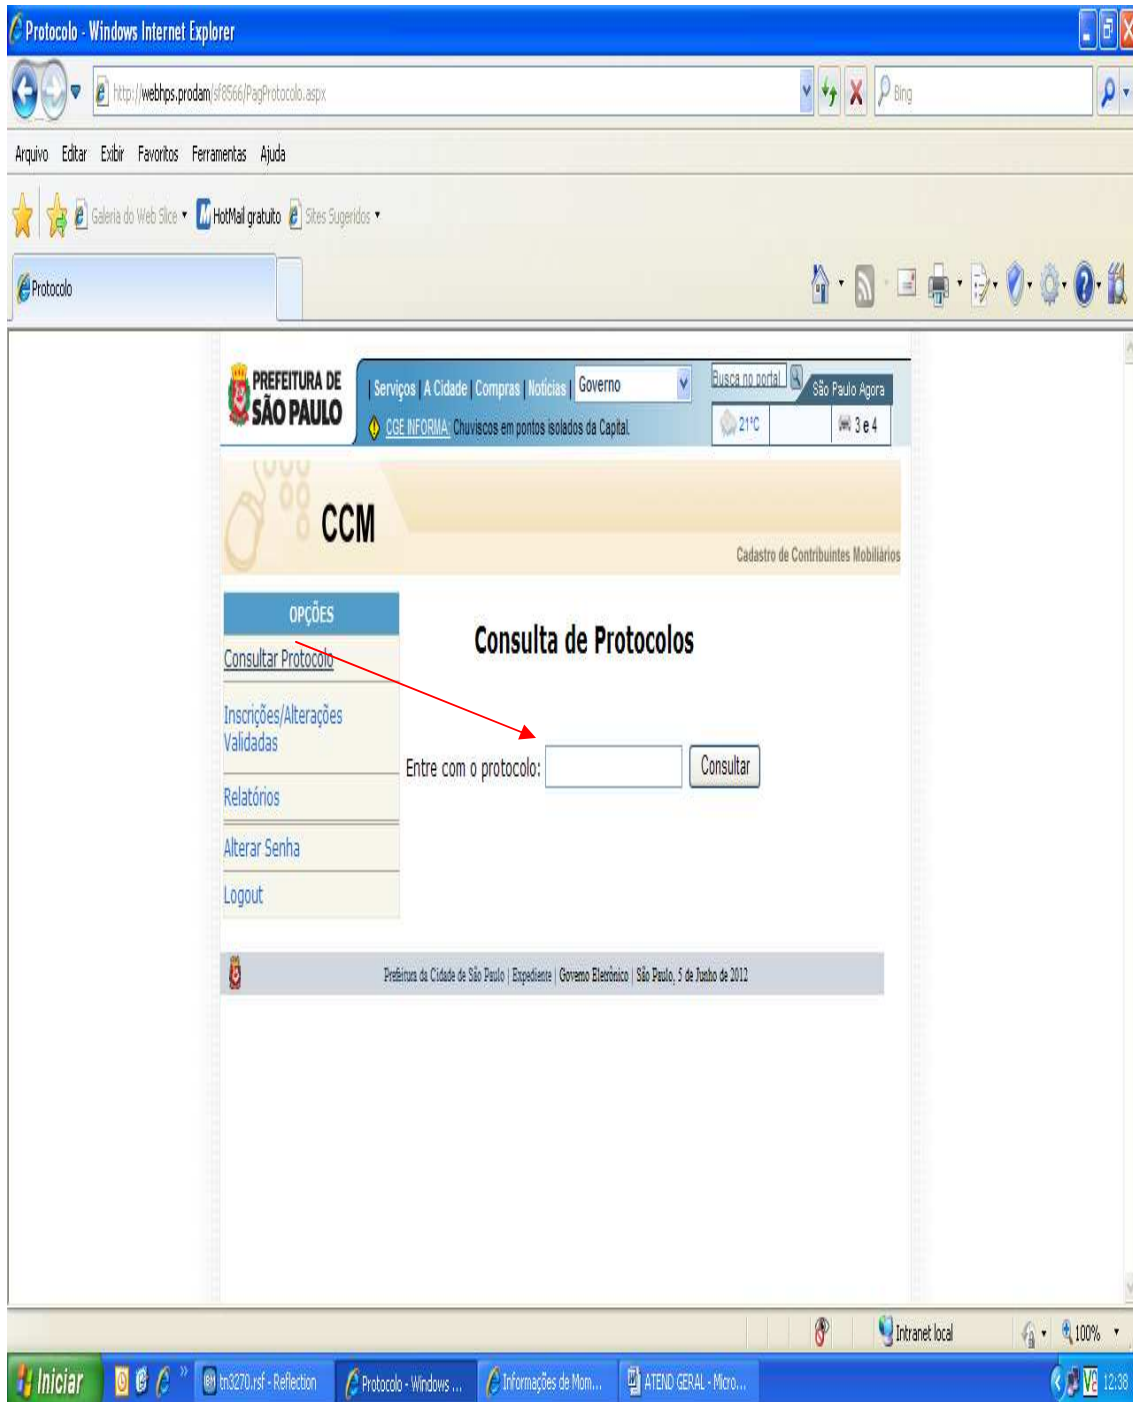 Protocolo - Windows Internet Explorer
http://webhps.prodam/sf8566/PagProtocolo.aspx
Bing
Arquivo Editar Exibir Favoritos Ferramentas Ajuda
Galeria do Web Slice HotMail gratuito Sites Sugeridos
Protocolo
PREFEITURA DE
SÃO PAULO
| Serviços | A Cidade | Compras | Notícias | Governo
Busca no portal
São Paulo Agora
CGE INFORMA: Chuviscos em pontos isolados da Capital.
21°C
3 e 4
CCM
Cadastro de Contribuintes Mobiliários
OPÇÕES
Consultar Protocolo
Inscrições/Alterações
Validadas
Relatórios
Alterar Senha
Logout
Consulta de Protocolos
Entre com o protocolo:
Consultar
Prefeitura da Cidade de São Paulo | Expediente | Governo Eletrônico | São Paulo, 5 de Junho de 2012
Intranet local
100%
Iniciar
tn3270.rsf - Reflection
Protocolo - Windows ...
Informações de Mom...
ATEND GERAL - Micro...
12:38